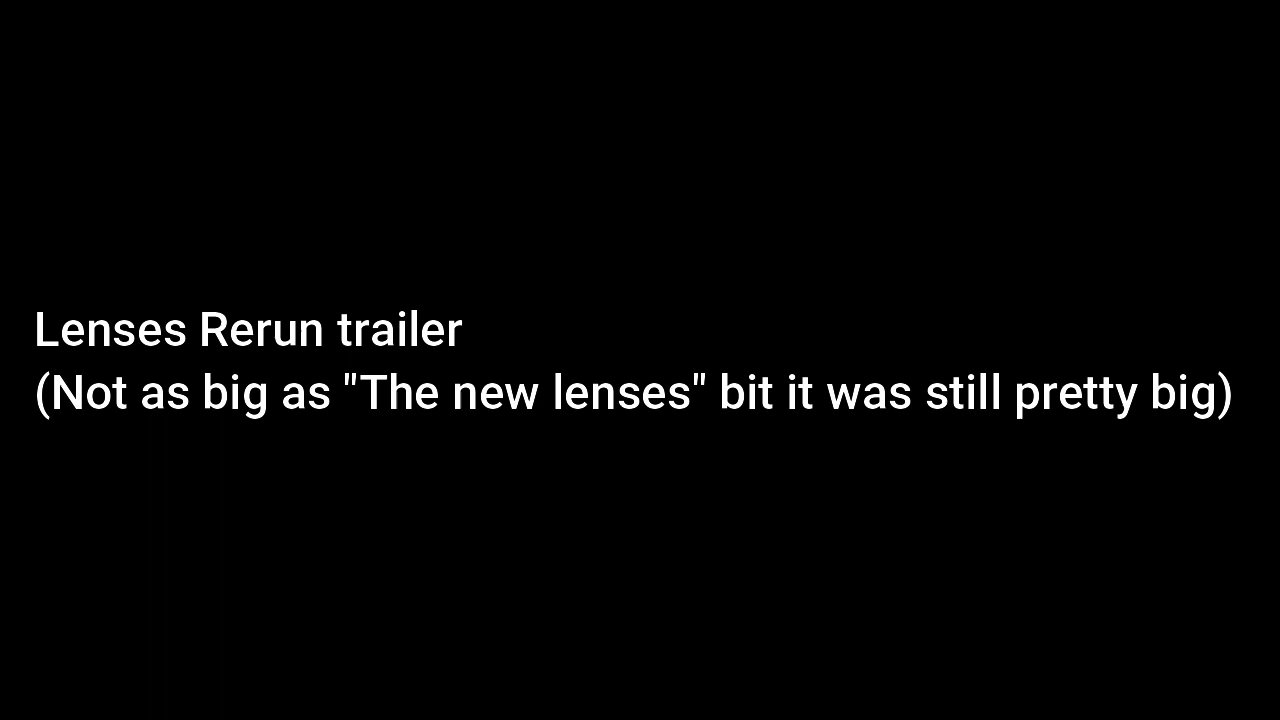 Lenses Rerun trailer
(Not as big as "The new lenses" bit it was still pretty big)